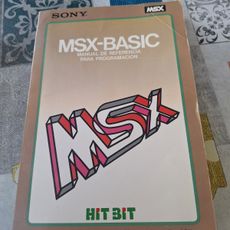 SONY
MSX
MSX-BASIC
MANUAL DE REFERENCIA
PARA PROGRAMACION
MSX
HIT BIT